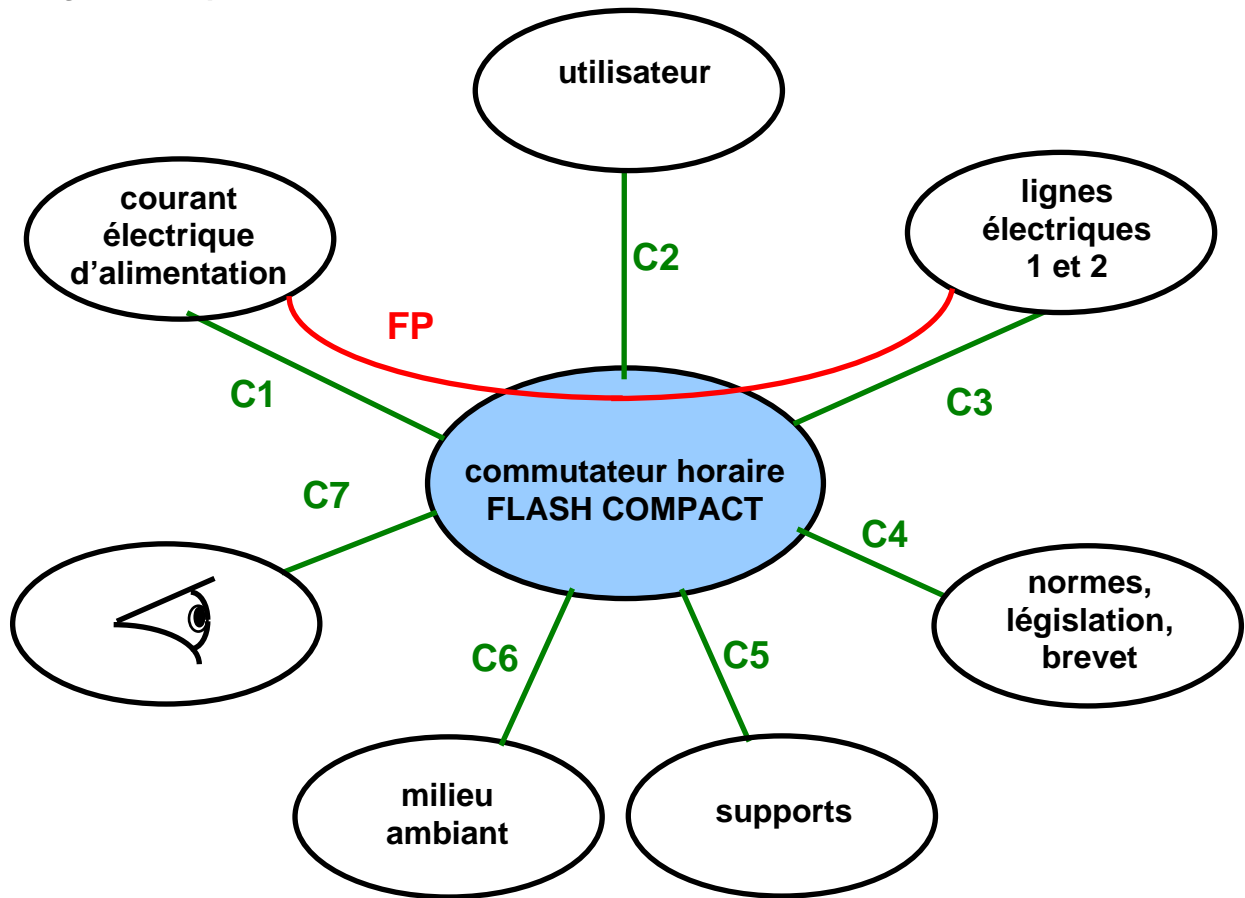 utilisateur
courant
électrique
d'alimentation
lignes
électriques
1 et 2
C2
FP
C1
C3
commutateur horaire
FLASH COMPACT
C7
C4
normes,
législation,
brevet
C6
C5
milieu
ambiant
supports